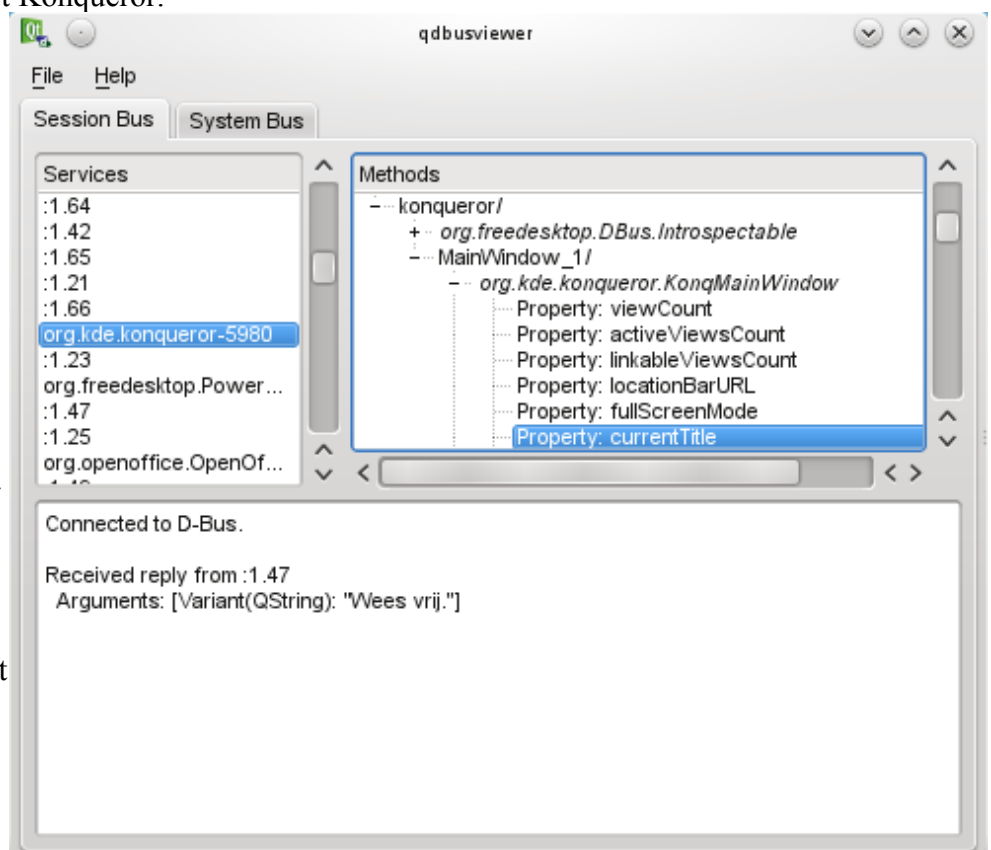 t Konqueror.
qdbusviewer
File Help
Session Bus System Bus
Services
:1.64
:1.42
:1.65
:1.21
:1.66
org.kde.konqueror-5980
:1.23
org.freedesktop.Power...
:1.47
:1.25
org.openoffice.OpenOf...
Methods
konqueror/
org.freedesktop.DBus.Introspectable
MainWindow_1/
org.kde.konqueror.KonqMainWindow
Property: viewCount
Property: activeViewsCount
Property: linkableViewsCount
Property: locationBarURL
Property: fullScreenMode
Property: currentTitle
Connected to D-Bus.
Received reply from :1.47
Arguments: [Variant(QString): "Wees vrij."]
t